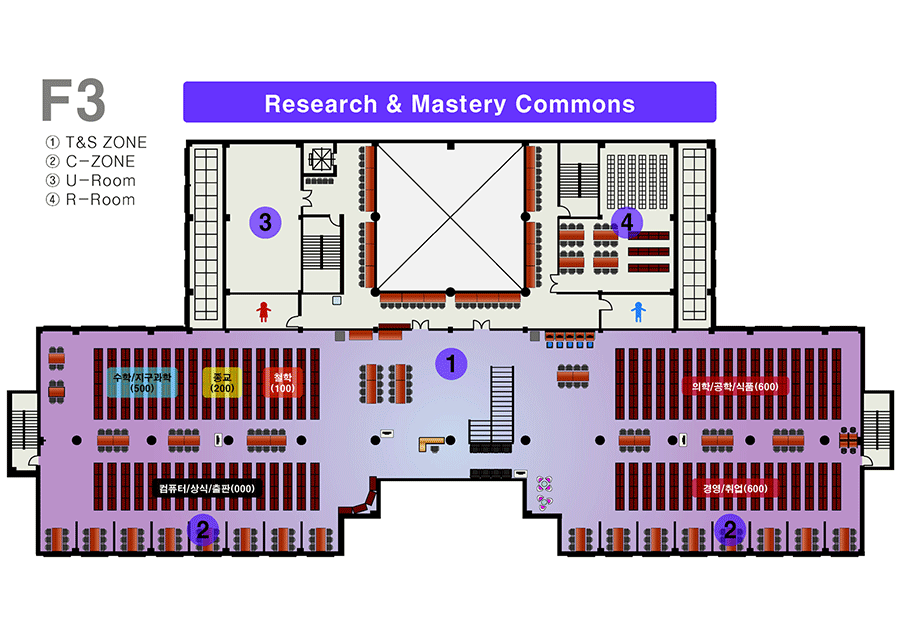 F3
Research & Mastery Commons
① T&S ZONE
② C-ZONE
③ U-Room
④ R-Room
3
4
1
수학/지구과학
(500)
종교
(200)
철학
(100)
의학/공학/식품(600)
컴퓨터/상식/출판(000)
경영/취업(600)
2
2